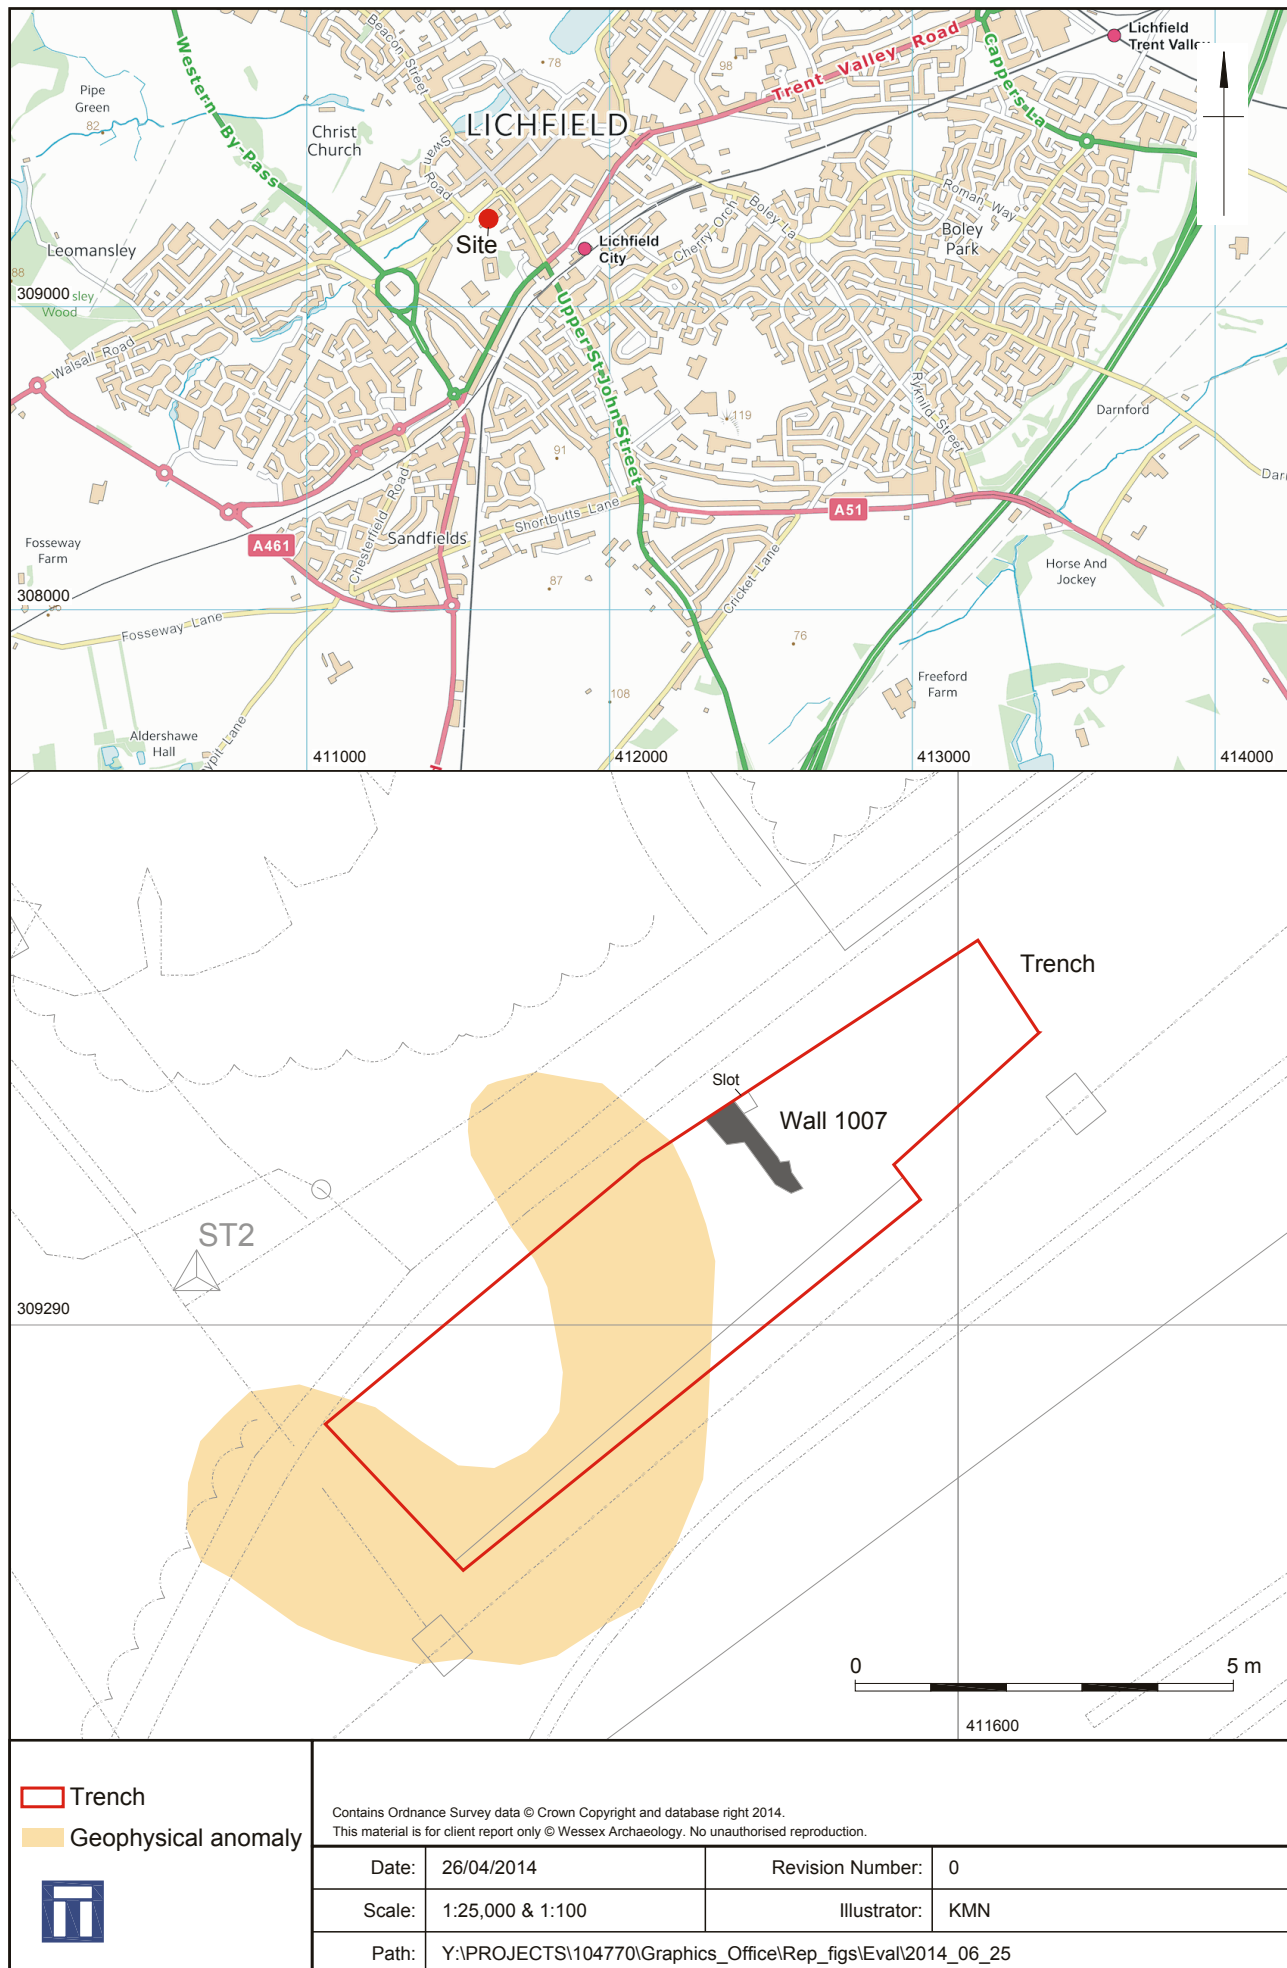 Western By-Pass
Beacon Street
78
98
Trent Valley Road
Cappers La
Lichfield
Trent Valley
Pipe
Green
82
Christ
Church
LICHFIELD
Swan
Road
Site
Lichfield
City
Cherry Orch
Boley La
Roman Way
Boley
Park
Leomansley
88
309000
sley
Wood
Walsall Road
Upper St John Street
119
Ryknild Street
Darnford
91
Chesterfield Road
Shortbutts Lane
A51
Dar
A461
Sandfields
Fosseway
Farm
Horse And
Jockey
87
Cricket Lane
308000
Fosseway Lane
76
108
Freeford
Farm
Aldershawe
Hall
ypit Lane
411000
412000
413000
414000
Trench
Slot
Wall 1007
ST2
309290
0
5 m
411600
Trench
Geophysical anomaly
Contains Ordnance Survey data © Crown Copyright and database right 2014.
This material is for client report only © Wessex Archaeology. No unauthorised reproduction.
Date: 26/04/2014 Revision Number: 0
Scale: 1:25,000 & 1:100 Illustrator: KMN
Path: Y:\PROJECTS\104770\Graphics_Office\Rep_figs\Eval\2014_06_25